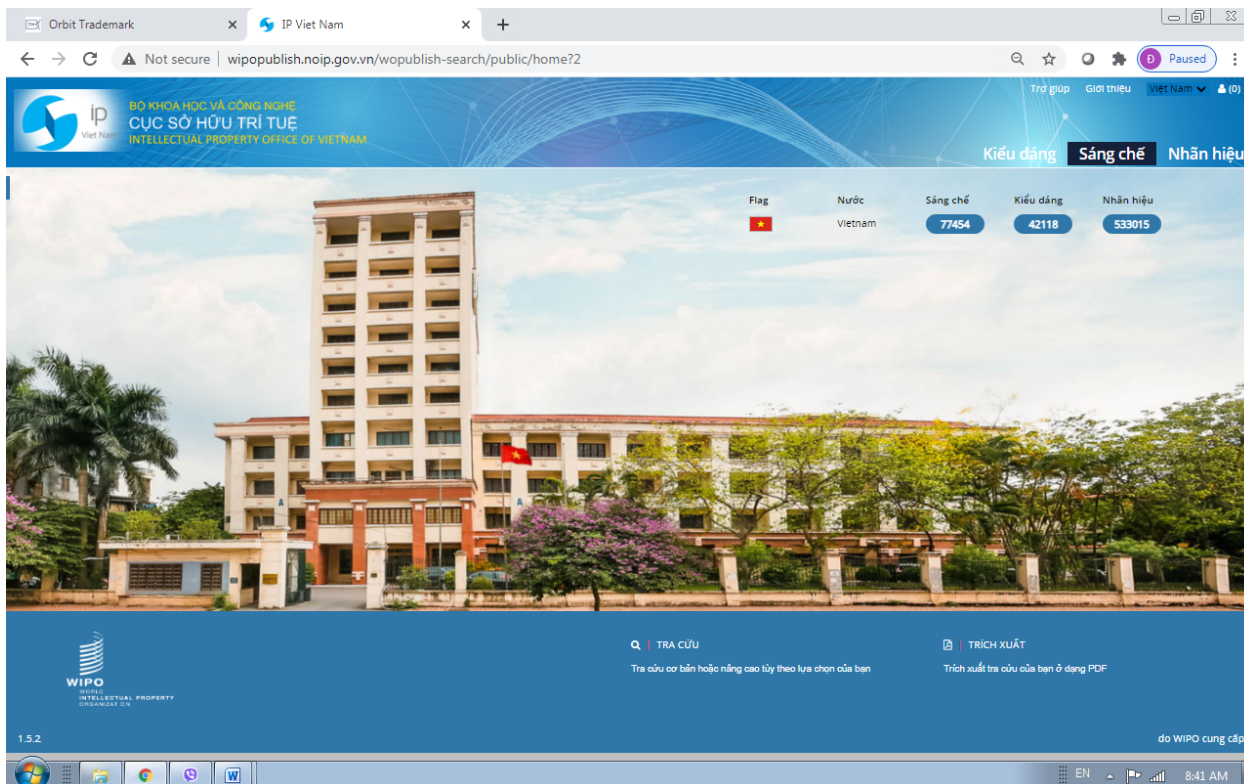 Orbit Trademark
IP Viet Nam
Not secure | wipopublish.noip.gov.vn/wopublish-search/public/home?2
Đ Paused
Trợ giúp Giới thiệu Việt Nam (0)
ip
Viet Nam
BỘ KHOA HỌC VÀ CÔNG NGHỆ
CỤC SỞ HỮU TRÍ TUỆ
INTELLECTUAL PROPERTY OFFICE OF VIETNAM
Kiểu dáng Sáng chế Nhãn hiệu
Flag Nước Sáng chế Kiểu dáng Nhãn hiệu
Vietnam 77454 42118 533015
A A
TRA CỨU
Tra cứu cơ bản hoặc nâng cao tùy theo lựa chọn của bạn
TRÍCH XUẤT
Trích xuất tra cứu của bạn ở dạng PDF
WIPO
WORLD
INTELLECTUAL PROPERTY
ORGANIZATION
1.5.2
do WIPO cung cấp
W
EN 8:41 AM